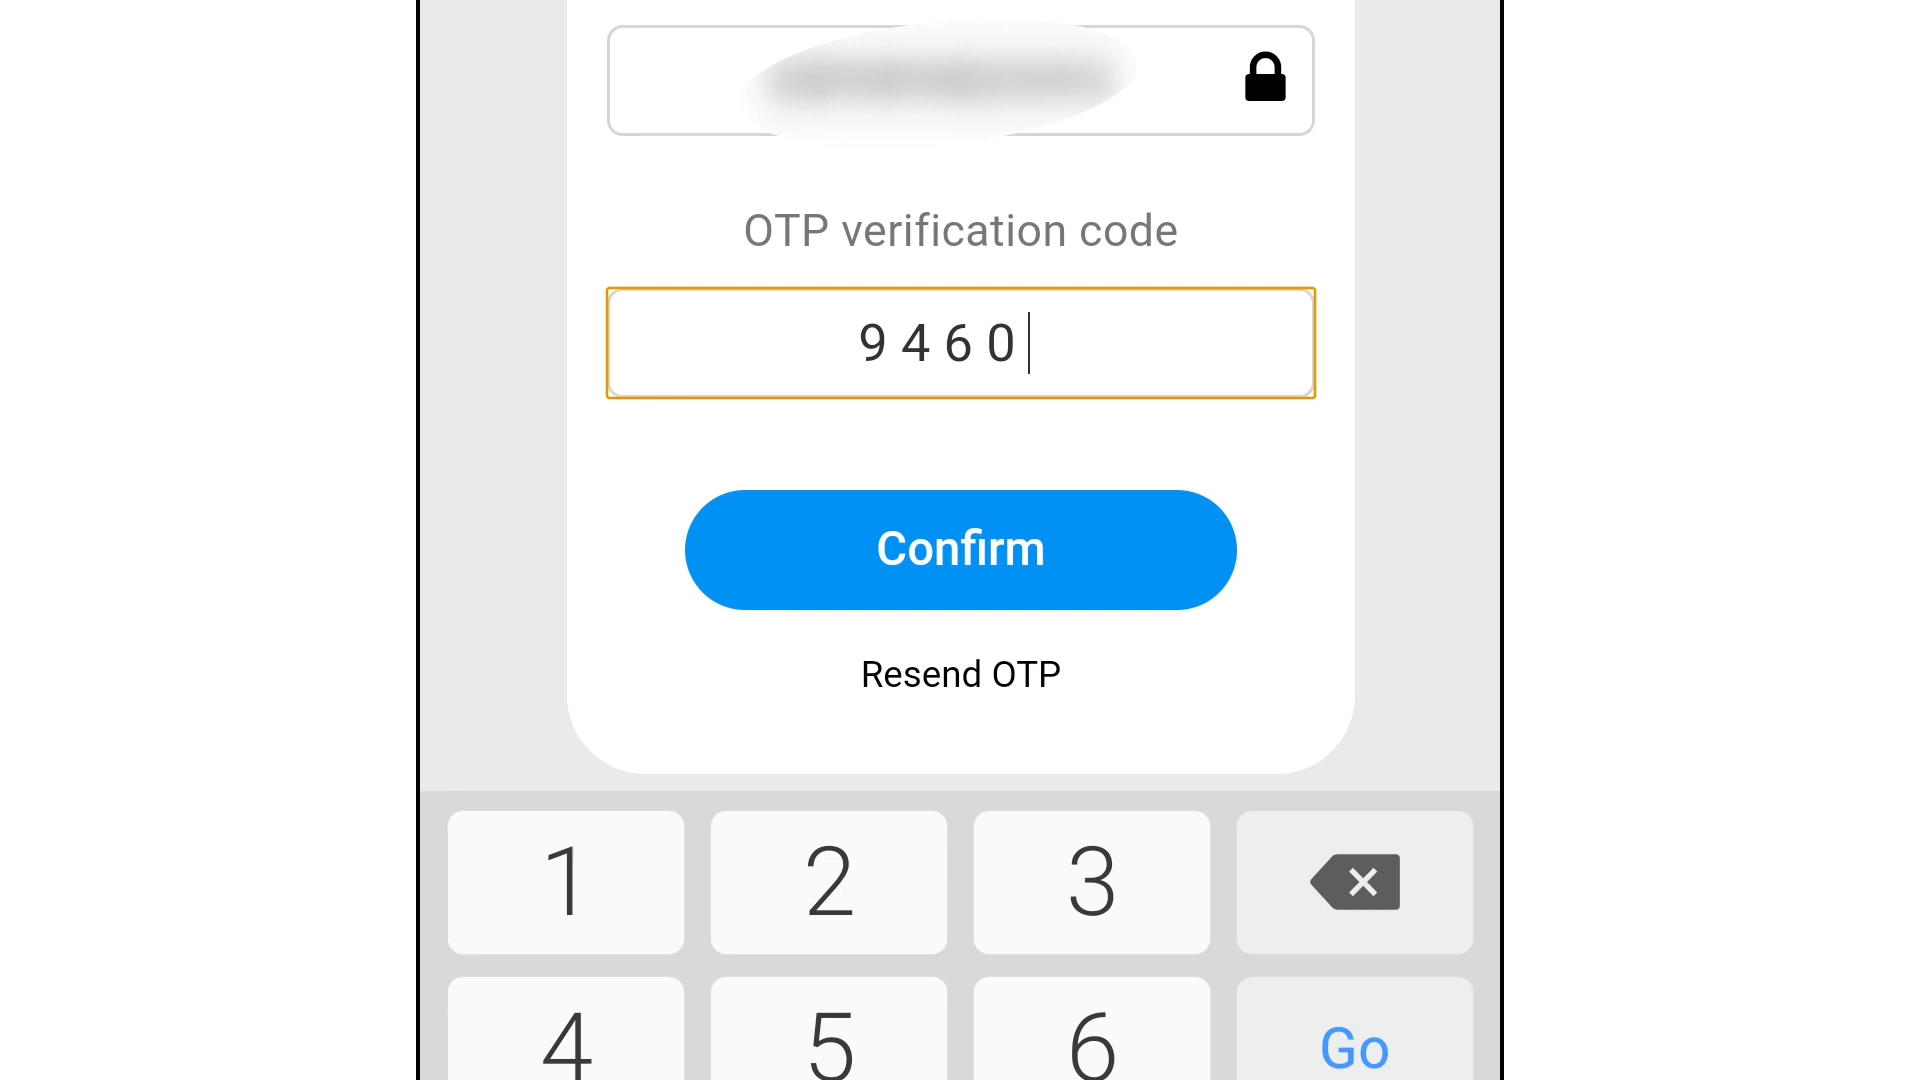 OTP verification code
9460
Confirm
Resend OTP
1 2 3
4 5 6 Go